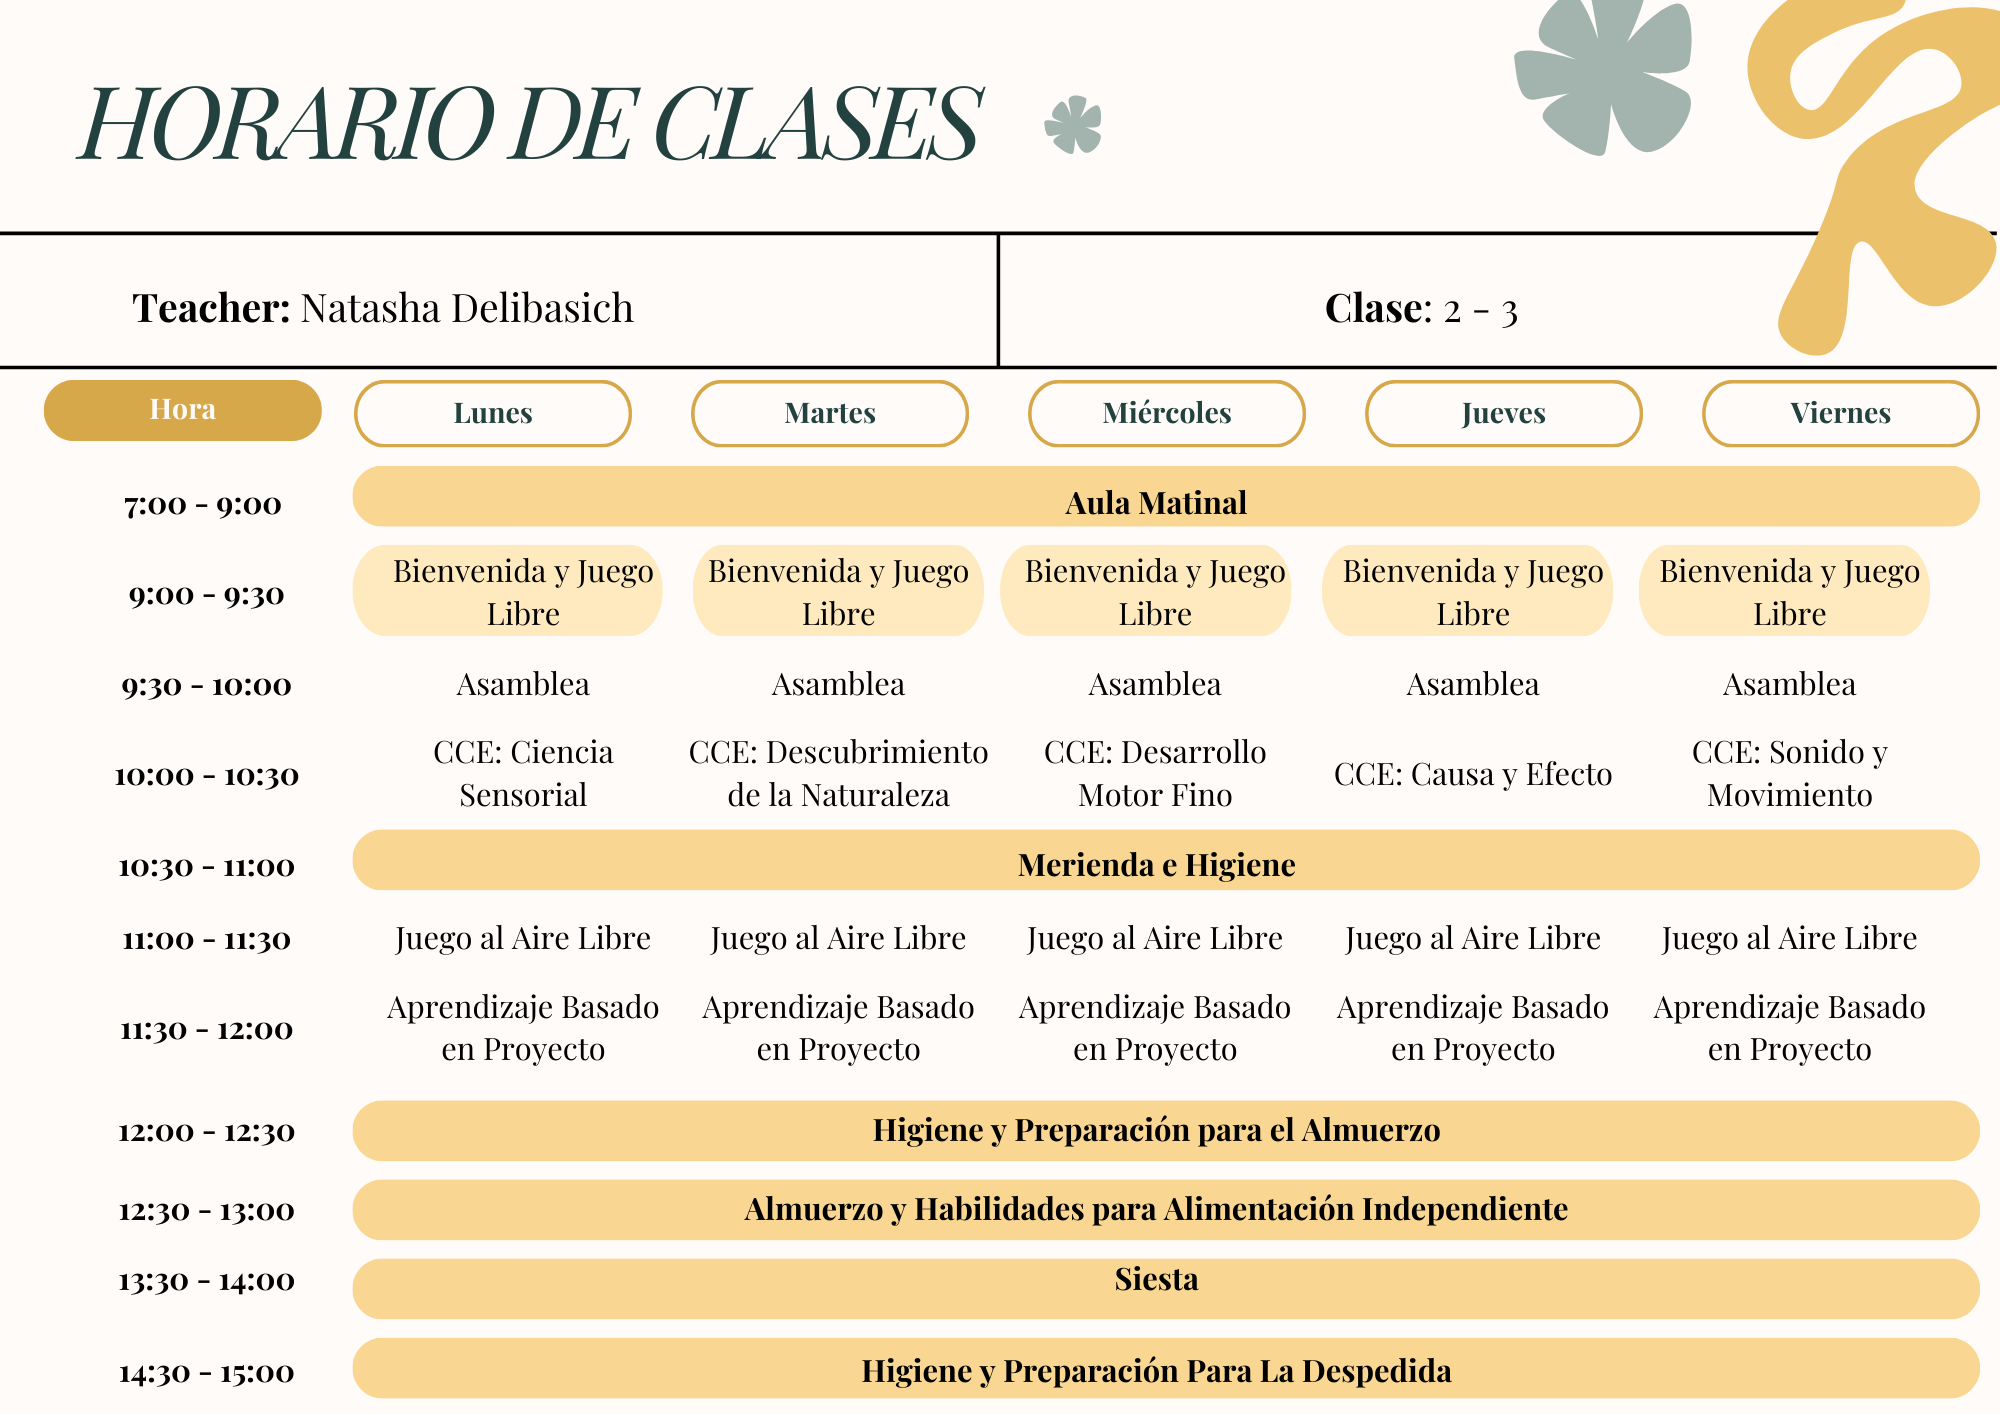 HORARIO DE CLASES
Teacher: Natasha Delibasich
Clase: 2 - 3
Hora Lunes Martes Miércoles Jueves Viernes
7:00 - 9:00 Aula Matinal
Bienvenida y Juego Bienvenida y Juego Bienvenida y Juego Bienvenida y Juego Bienvenida y Juego
9:00 - 9:30
Libre Libre Libre Libre Libre
9:30 - 10:00 Asamblea Asamblea Asamblea Asamblea Asamblea
CCE: Ciencia CCE: Descubrimiento CCE: Desarrollo CCE: Sonido y
10:00 - 10:30 CCE: Causa y Efecto
Sensorial de la Naturaleza Motor Fino Movimiento
10:30 - 11:00 Merienda e Higiene
11:00 - 11:30 Juego al Aire Libre Juego al Aire Libre Juego al Aire Libre Juego al Aire Libre Juego al Aire Libre
Aprendizaje Basado Aprendizaje Basado Aprendizaje Basado Aprendizaje Basado Aprendizaje Basado
11:30 - 12:00
en Proyecto en Proyecto en Proyecto en Proyecto en Proyecto
12:00 - 12:30 Higiene y Preparación para el Almuerzo
12:30 - 13:00 Almuerzo y Habilidades para Alimentación Independiente
13:30 - 14:00 Siesta
14:30 - 15:00 Higiene y Preparación Para La Despedida